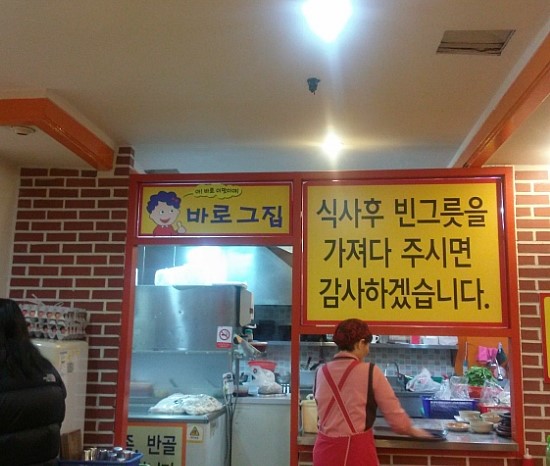 바로그집
식사후 빈그릇을
가져다 주시면
감사하겠습니다.
반골